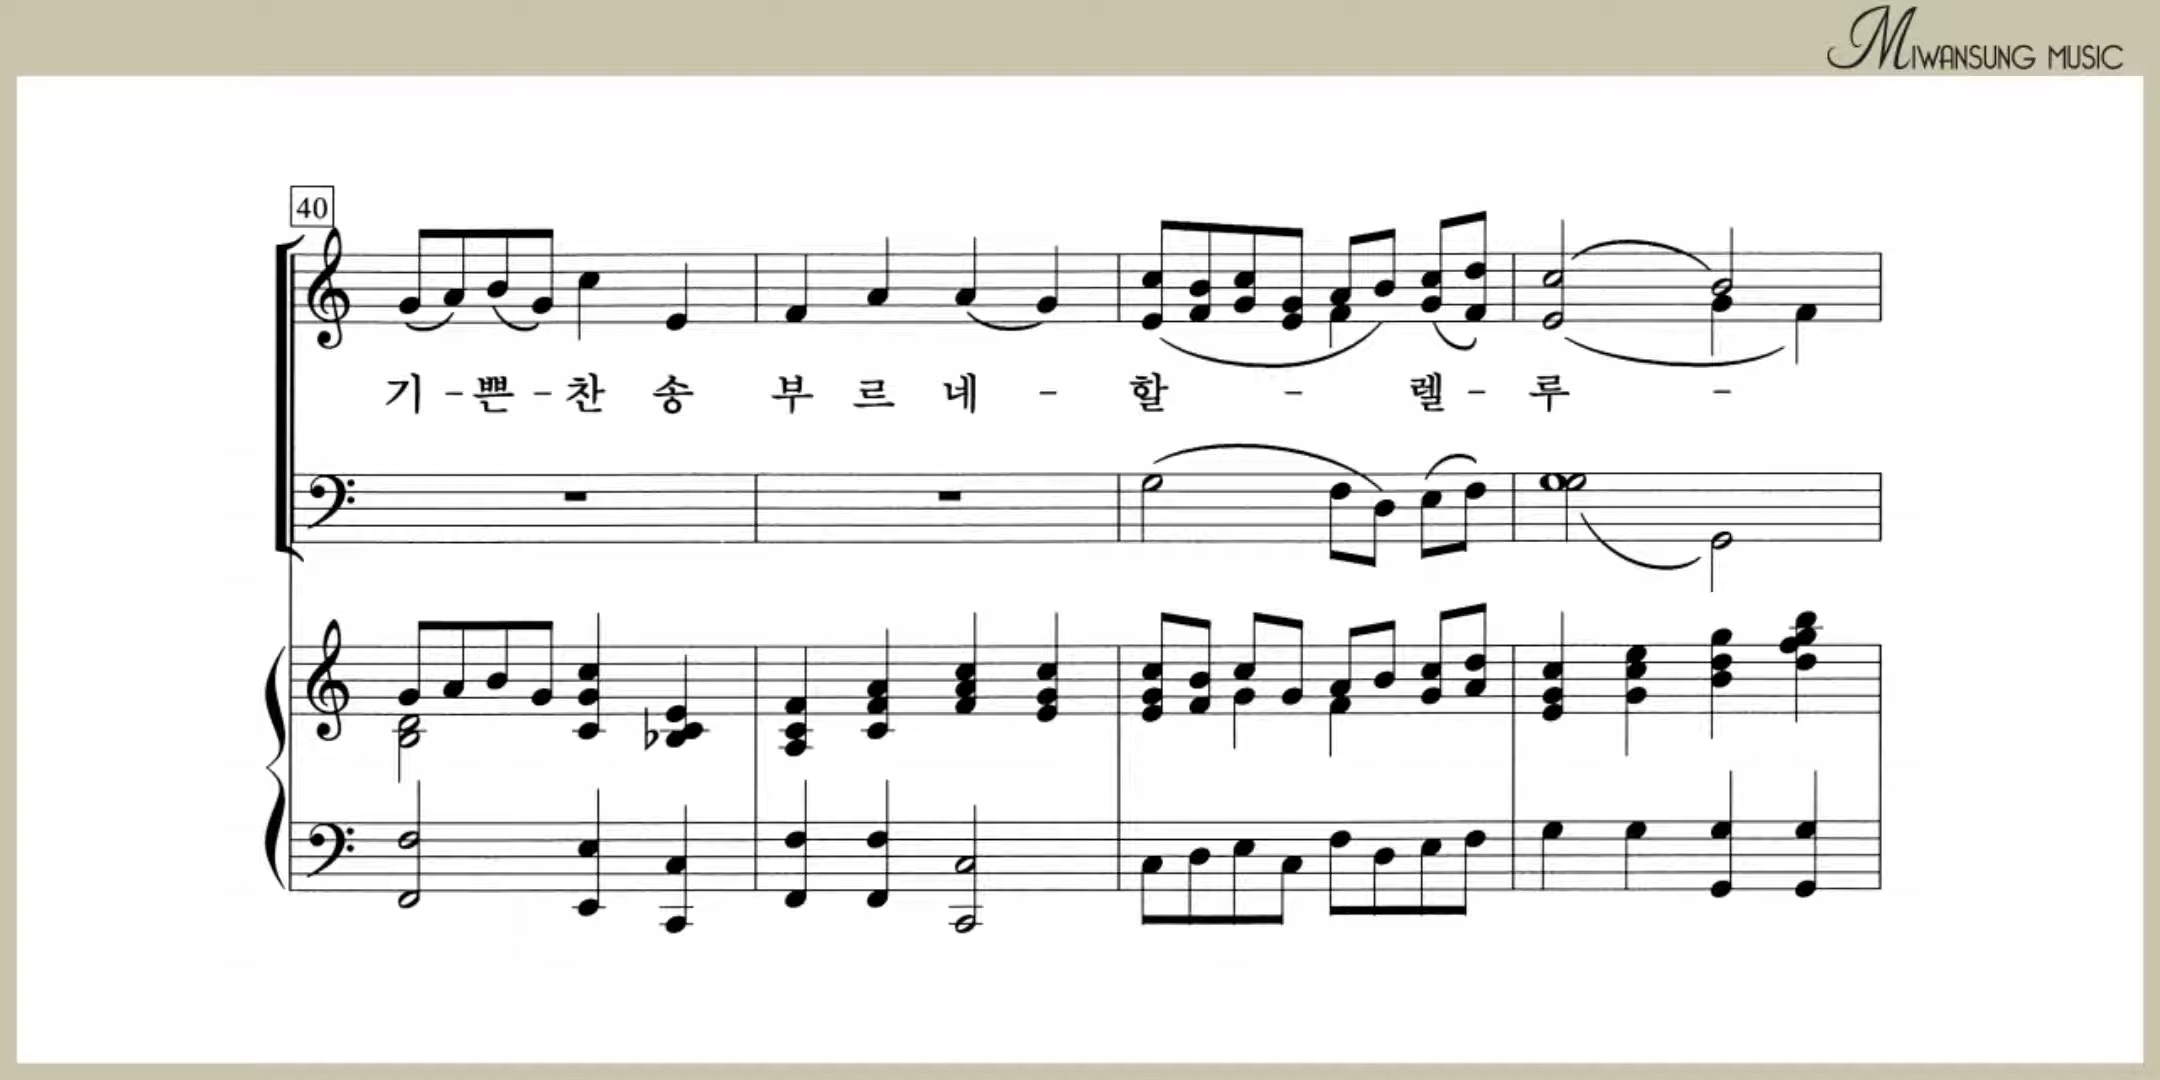 MIWANSUNG MUSIC
40
기 - 쁜 - 찬 송 부 르 네 - 할 - 렐 - 루 -